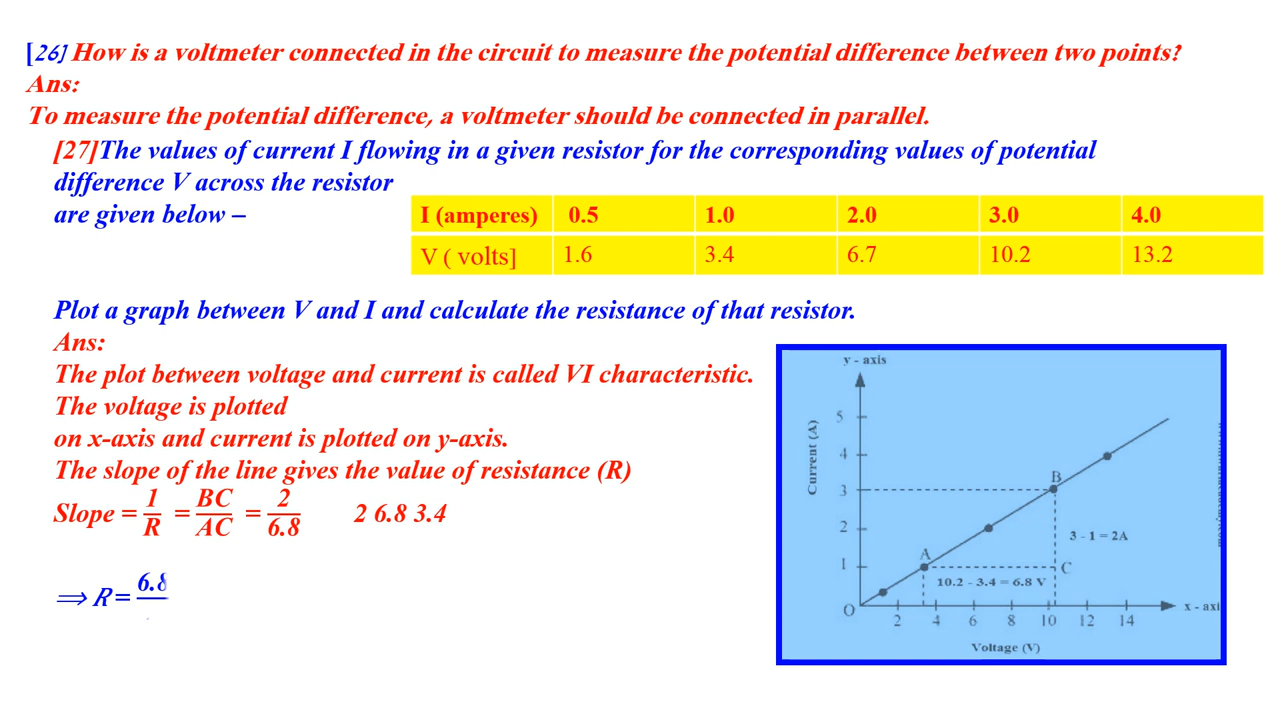 [26] How is a voltmeter connected in the circuit to measure the potential difference between two points?
Ans:
To measure the potential difference, a voltmeter should be connected in parallel.
[27]The values of current I flowing in a given resistor for the corresponding values of potential
difference V across the resistor
are given below –
I (amperes) 0.5 1.0 2.0 3.0 4.0
V ( volts] 1.6 3.4 6.7 10.2 13.2
Plot a graph between V and I and calculate the resistance of that resistor.
Ans:
The plot between voltage and current is called VI characteristic.
The voltage is plotted
on x-axis and current is plotted on y-axis.
The slope of the line gives the value of resistance (R)
Slope = 1/R = BC/AC = 2/6.8 2 6.8 3.4
⟹ R = 6.8
y - axis
Current (A)
5
4
3
2
1
O
B
A
C
3 - 1 = 2A
10.2 - 3.4 = 6.8 V
2 4 6 8 10 12 14
x - axi
Voltage (V)